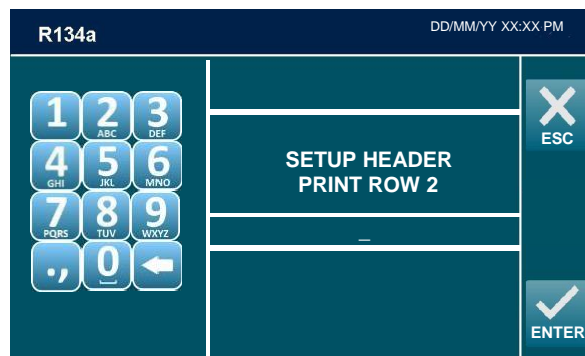 R134a
DD/MM/YY XX:XX PM
1 2 3
ABC DEF
4 5 6
GHI JKL MNO
7 8 9
PQRS TUV WXYZ
., 0
SETUP HEADER
PRINT ROW 2
_
ESC
ENTER